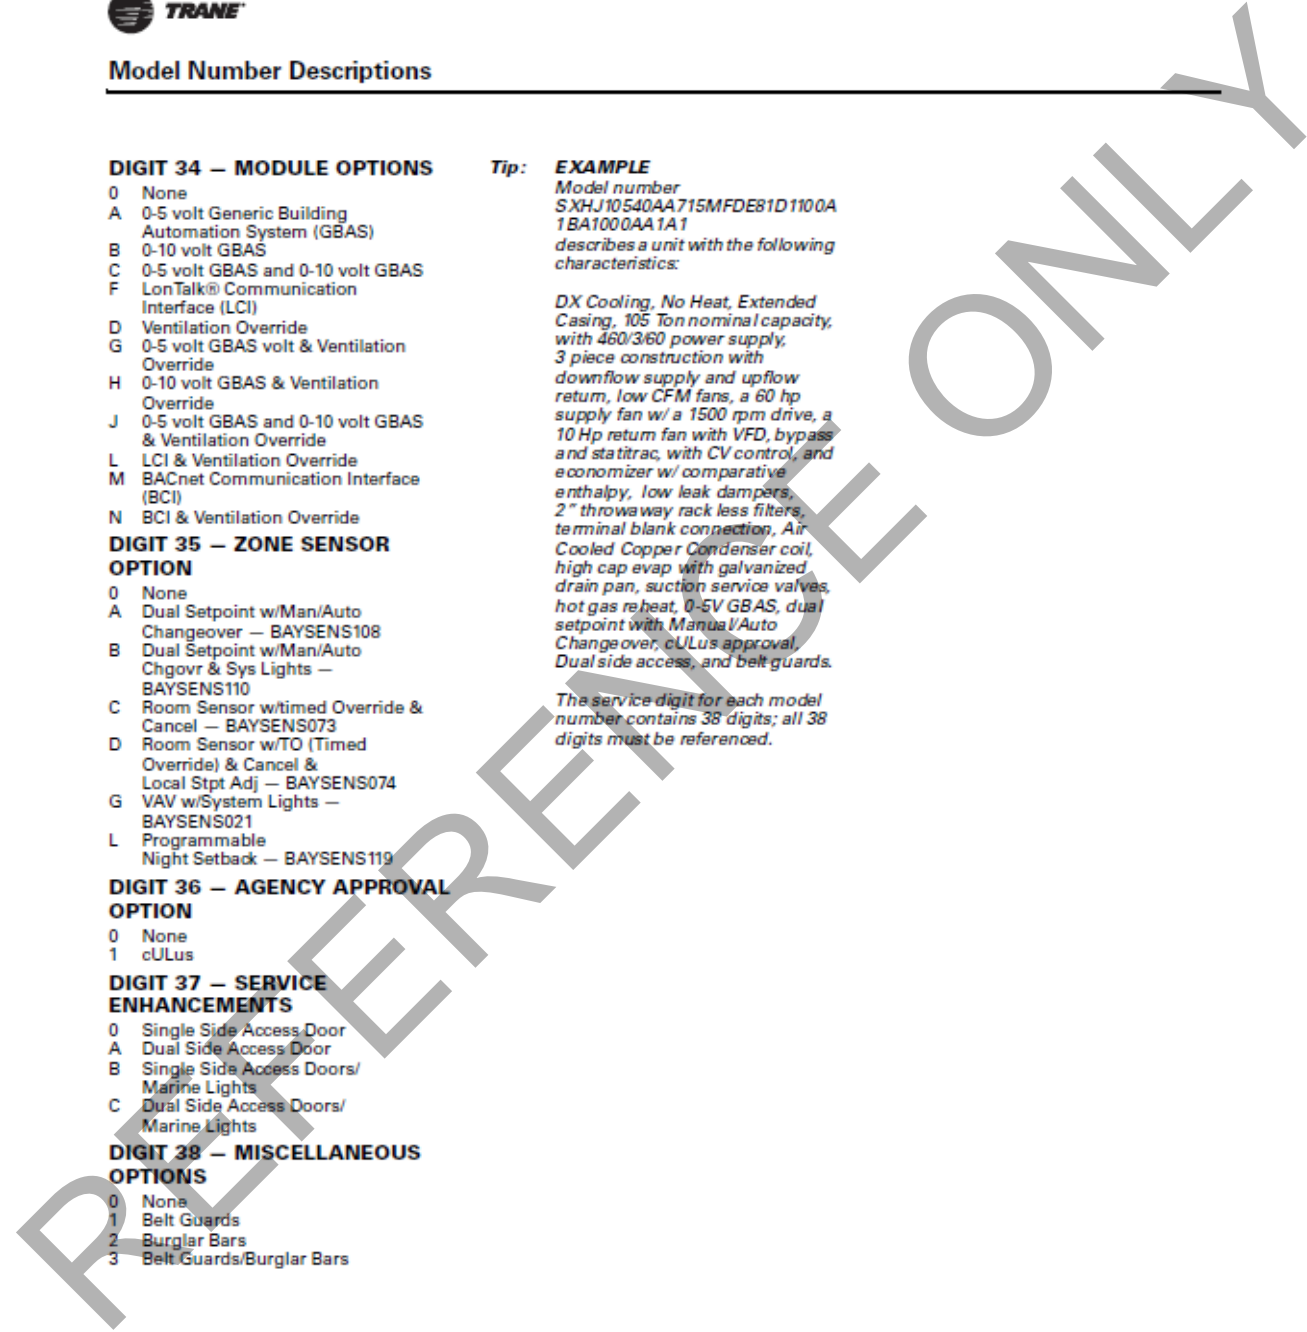 TRANE
Model Number Descriptions
DIGIT 34 — MODULE OPTIONS
0 None
A 0-5 volt Generic Building
Automation System (GBAS)
B 0-10 volt GBAS
C 0-5 volt GBAS and 0-10 volt GBAS
F LonTalk® Communication
Interface (LCI)
D Ventilation Override
G 0-5 volt GBAS volt & Ventilation
Override
H 0-10 volt GBAS & Ventilation
Override
J 0-5 volt GBAS and 0-10 volt GBAS
& Ventilation Override
L LCI & Ventilation Override
M BACnet Communication Interface
(BCI)
N BCI & Ventilation Override
DIGIT 35 — ZONE SENSOR
OPTION
0 None
A Dual Setpoint w/Man/Auto
Changeover — BAYSENS108
B Dual Setpoint w/Man/Auto
Chgovr & Sys Lights —
BAYSENS110
C Room Sensor w/timed Override &
Cancel — BAYSENS073
D Room Sensor w/TO (Timed
Override) & Cancel &
Local Stpt Adj — BAYSENS074
G VAV w/System Lights —
BAYSENS021
L Programmable
Night Setback — BAYSENS119
DIGIT 36 — AGENCY APPROVAL
OPTION
0 None
1 cULus
DIGIT 37 — SERVICE
ENHANCEMENTS
0 Single Side Access Door
A Dual Side Access Door
B Single Side Access Doors/
Marine Lights
C Dual Side Access Doors/
Marine Lights
DIGIT 38 — MISCELLANEOUS
OPTIONS
0 None
1 Belt Guards
2 Burglar Bars
3 Belt Guards/Burglar Bars
Tip: EXAMPLE
Model number
SXHJ10540AA715MFDE81D1100A
1BA1000AA1A1
describes a unit with the following
characteristics:
DX Cooling, No Heat, Extended
Casing, 105 Ton nominal capacity,
with 460/3/60 power supply,
3 piece construction with
downflow supply and upflow
return, low CFM fans, a 60 hp
supply fan w/ a 1500 rpm drive, a
10 Hp return fan with VFD, bypass
and statitrac, with CV control, and
economizer w/ comparative
enthalpy, low leak dampers,
2" throwaway rack less filters,
terminal blank connection, Air
Cooled Copper Condenser coil,
high cap evap with galvanized
drain pan, suction service valves,
hot gas reheat, 0-5V GBAS, dual
setpoint with Manual/Auto
Changeover, cULus approval,
Dual side access, and belt guards.
The service digit for each model
number contains 38 digits; all 38
digits must be referenced.
REFERENCE ONLY